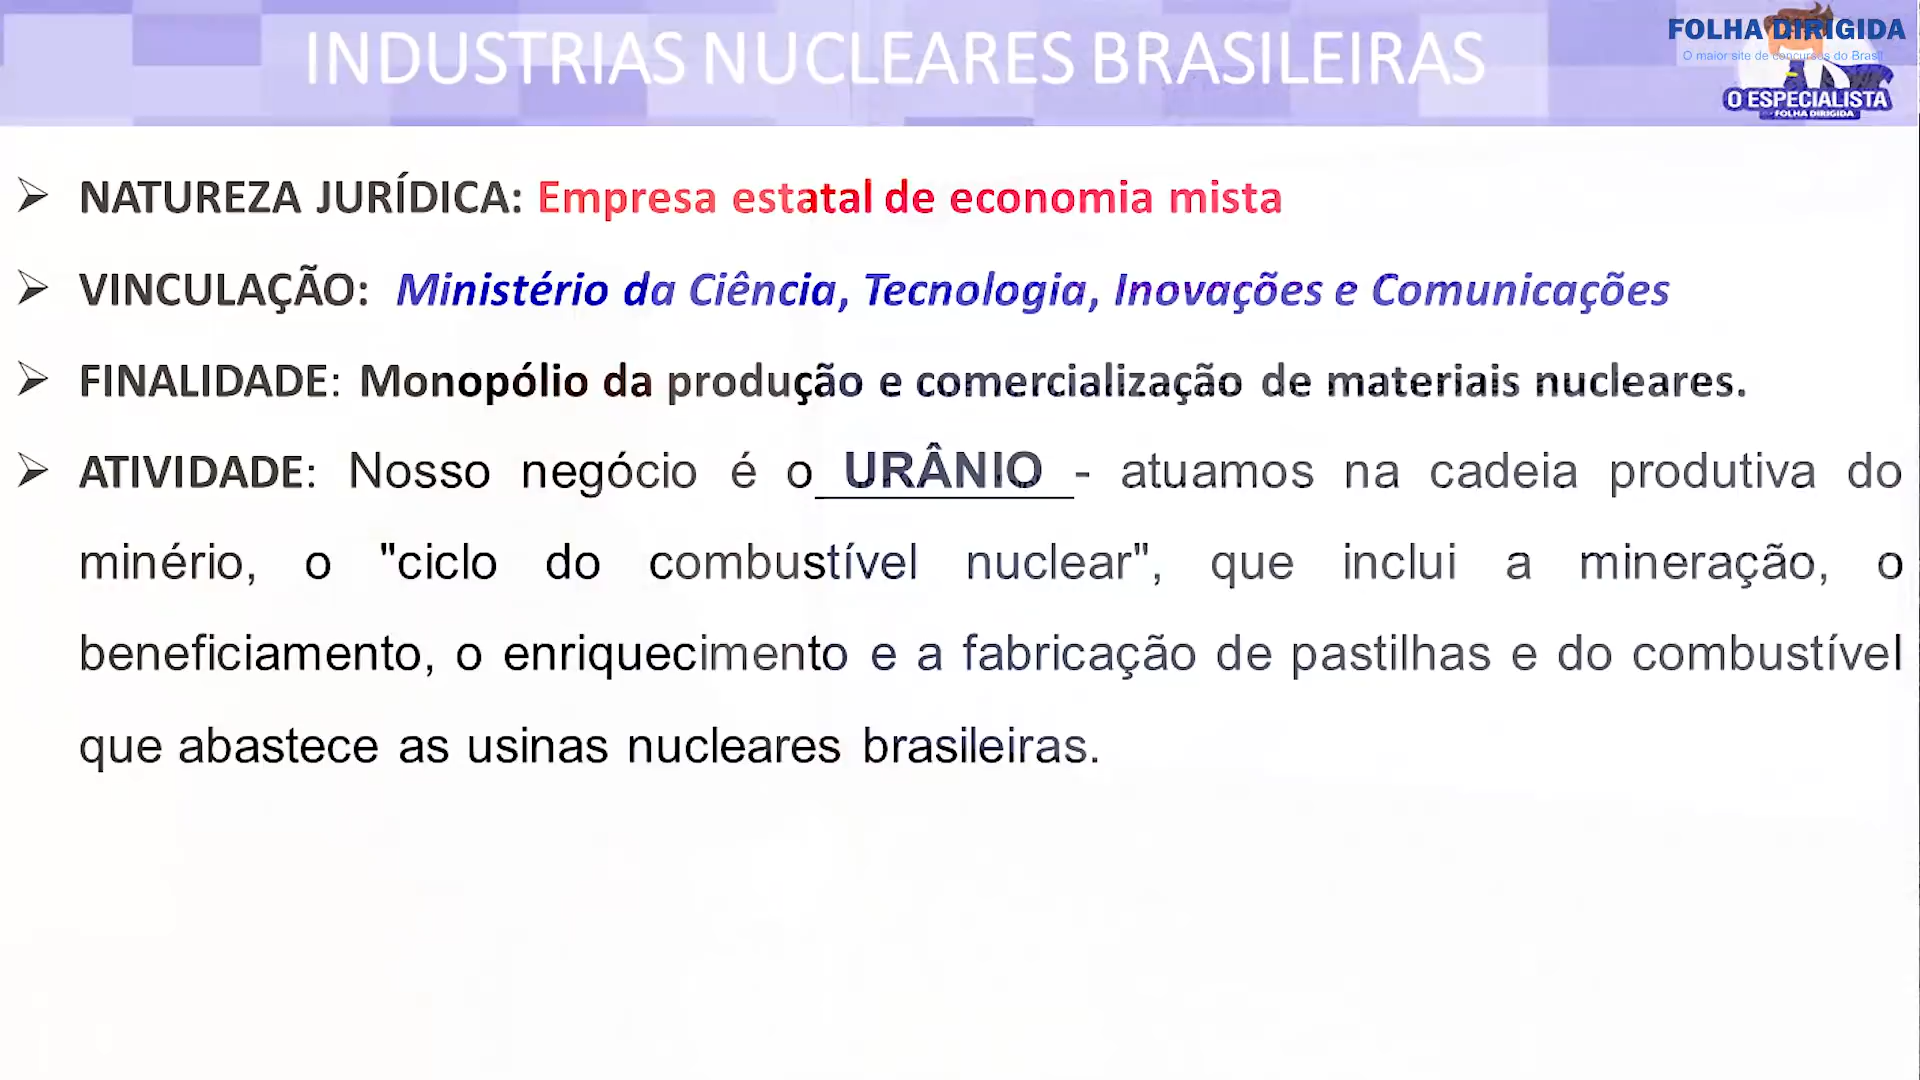 INDUSTRIAS NUCLEARES BRASILEIRAS
FOLHA DIRIGIDA
O maior site de concursos do Brasil
O ESPECIALISTA
FOLHA DIRIGIDA
➢ NATUREZA JURÍDICA: Empresa estatal de economia mista
➢ VINCULAÇÃO: Ministério da Ciência, Tecnologia, Inovações e Comunicações
➢ FINALIDADE: Monopólio da produção e comercialização de materiais nucleares.
➢ ATIVIDADE: Nosso negócio é o URÂNIO - atuamos na cadeia produtiva do
minério, o "ciclo do combustível nuclear", que inclui a mineração, o
beneficiamento, o enriquecimento e a fabricação de pastilhas e do combustível
que abastece as usinas nucleares brasileiras.